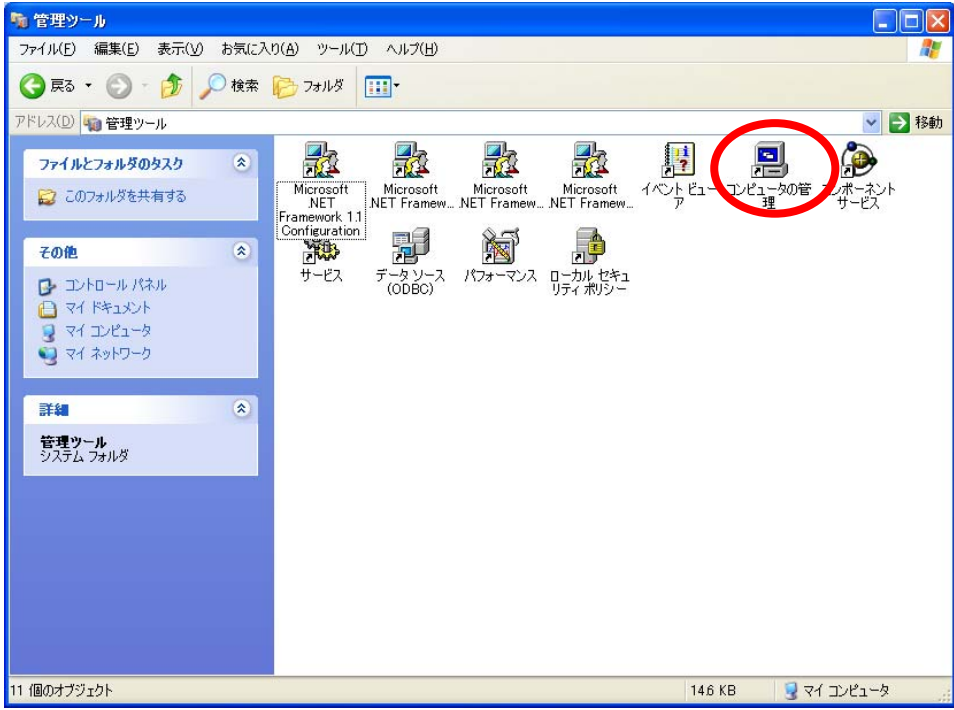 管理ツール
ファイル(F) 編集(E) 表示(V) お気に入り(A) ツール(T) ヘルプ(H)
戻る 検索 フォルダ
アドレス(D) 管理ツール 移動
ファイルとフォルダのタスク
このフォルダを共有する
その他
コントロール パネル
マイ ドキュメント
マイ コンピュータ
マイ ネットワーク
詳細
管理ツール
システム フォルダ
Microsoft
.NET
Framework 1.1
Configuration
Microsoft
.NET Framew...
Microsoft
.NET Framew...
Microsoft
.NET Framew...
イベント ビュー
ア
コンピュータの管
理
コンポーネント
サービス
サービス
データ ソース
(ODBC)
パフォーマンス
ローカル セキュ
リティ ポリシー
11 個のオブジェクト 14.6 KB マイ コンピュータ